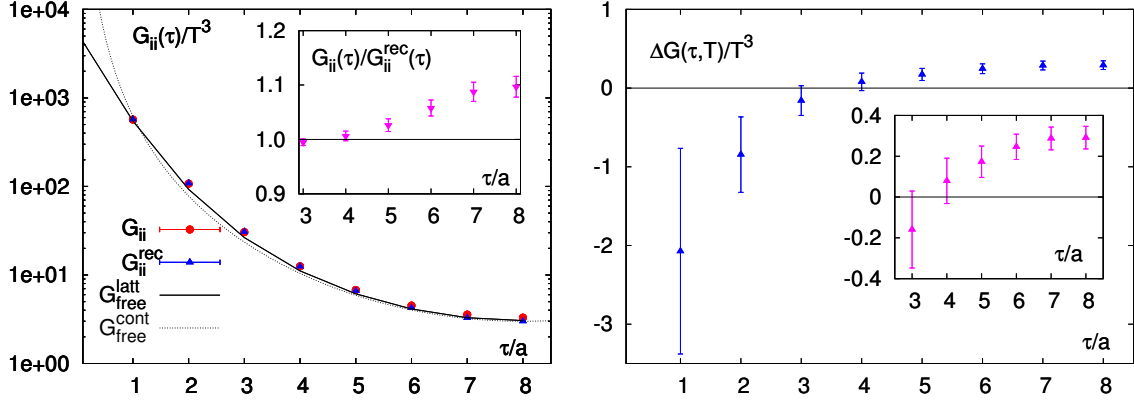 1e+04
1e+03
1e+02
1e+01
1e+00
G_ii(τ)/T^3
1.2
1.1
1.0
0.9
G_ii(τ)/G_ii^rec(τ)
τ/a
3 4 5 6 7 8
G_ii
G_ii^rec
G_free^latt
G_free^cont
τ/a
1 2 3 4 5 6 7 8
1
0
-1
-2
-3
ΔG(τ,T)/T^3
0.4
0.2
0
-0.2
-0.4
τ/a
3 4 5 6 7 8
τ/a
1 2 3 4 5 6 7 8